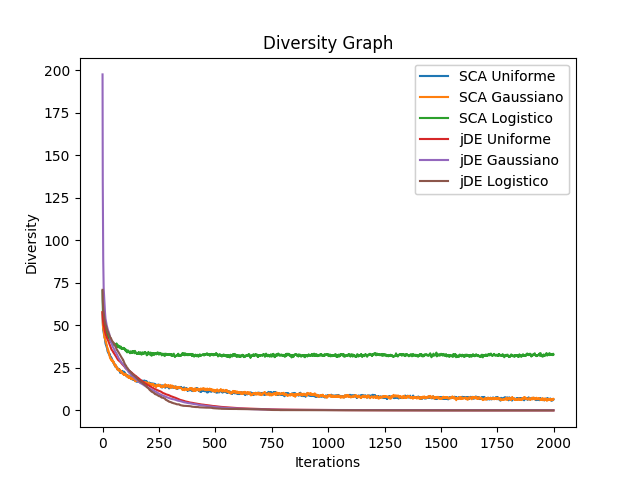 Diversity Graph
200
175
150
125
100
75
50
25
0
Diversity
SCA Uniforme
SCA Gaussiano
SCA Logistico
jDE Uniforme
jDE Gaussiano
jDE Logistico
0 250 500 750 1000 1250 1500 1750 2000
Iterations